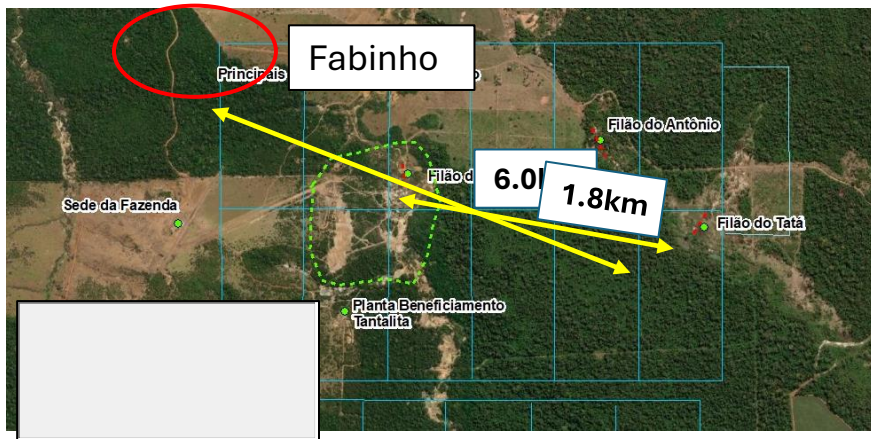 Fabinho
Principais
Filão do Antônio
Filão d
6.0
1.8km
Sede da Fazenda
Filão do Tatá
Planta Beneficiamento
Tantalita